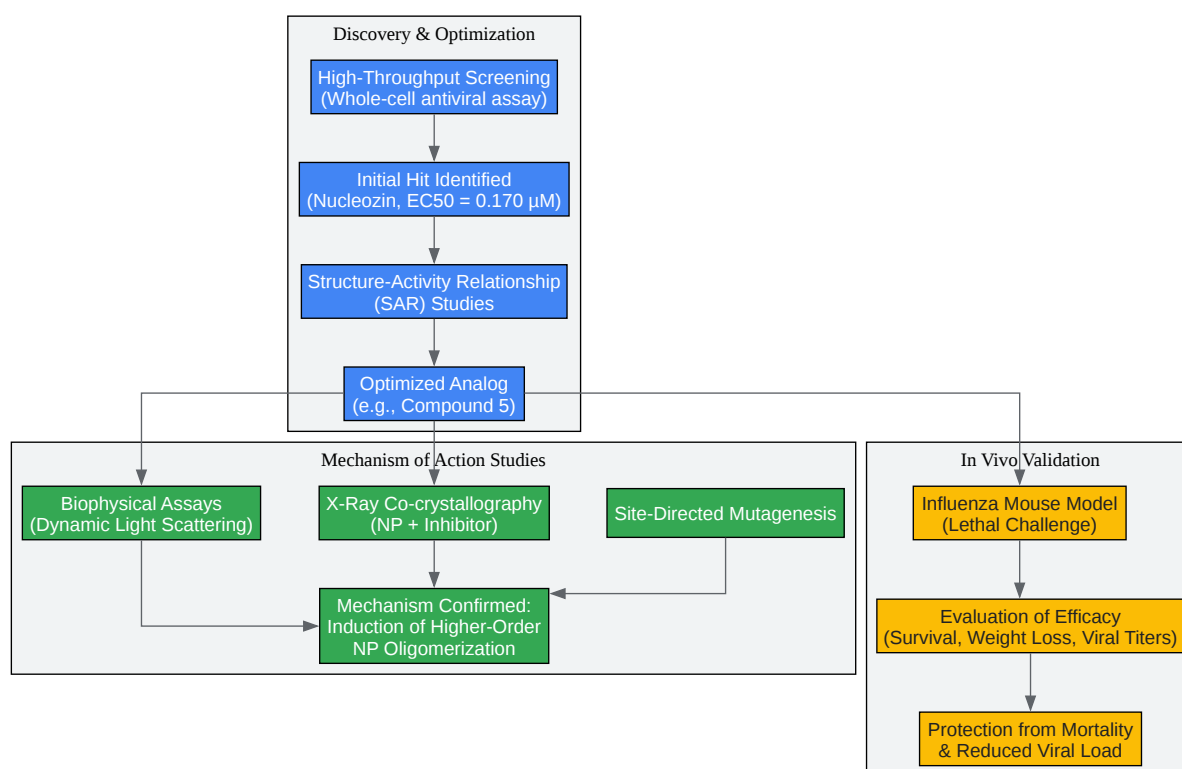 Discovery & Optimization
High-Throughput Screening
(Whole-cell antiviral assay)
Initial Hit Identified
(Nucleozin, EC50 = 0.170 µM)
Structure-Activity Relationship
(SAR) Studies
Optimized Analog
(e.g., Compound 5)
Mechanism of Action Studies
Biophysical Assays
(Dynamic Light Scattering)
X-Ray Co-crystallography
(NP + Inhibitor)
Site-Directed Mutagenesis
Mechanism Confirmed:
Induction of Higher-Order
NP Oligomerization
In Vivo Validation
Influenza Mouse Model
(Lethal Challenge)
Evaluation of Efficacy
(Survival, Weight Loss, Viral Titers)
Protection from Mortality
& Reduced Viral Load